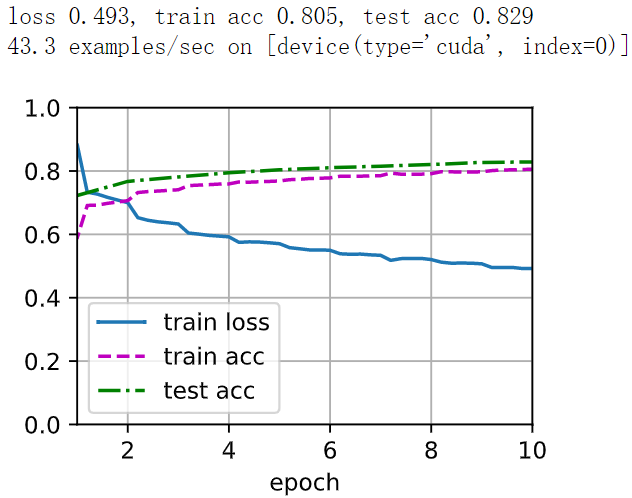 loss 0.493, train acc 0.805, test acc 0.829
43.3 examples/sec on [device(type='cuda', index=0)]
1.0
0.8
0.6
0.4
0.2
0.0
train loss
train acc
test acc
2 4 6 8 10
epoch